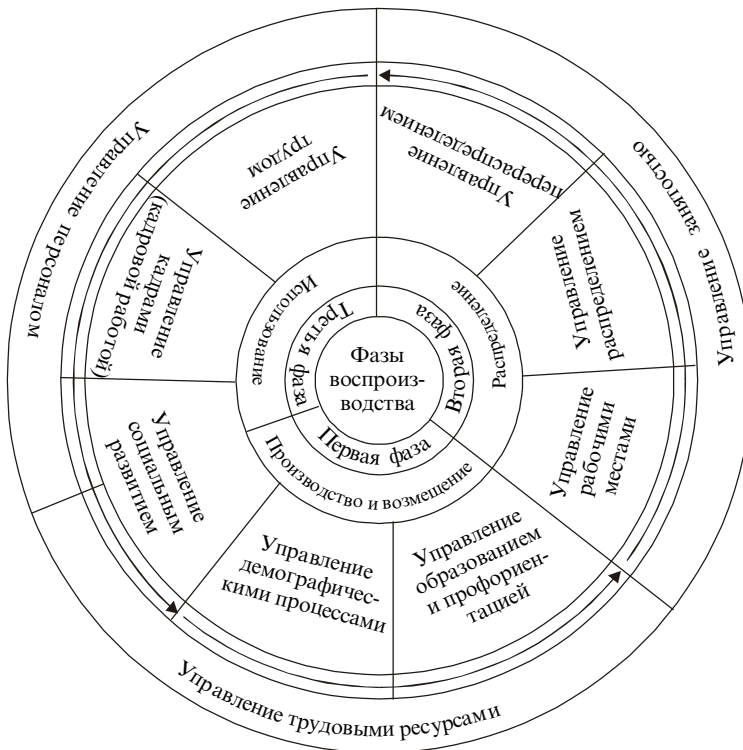 Управление персоналом
Управление занятостью
Управление трудовыми ресурсами
Управление
трудом
Управление
перераспределением
Управление
распределением
Управление
рабочими
местами
Управление
образованием
и профориен-
тацией
Управление
демографичес-
кими процессами
Управление
социальным
развитием
Управление
кадрами
(кадровой работой)
Использование
Распределение
Производство и возмещение
Третья фаза
Вторая фаза
Первая фаза
Фазы
воспроиз-
водства